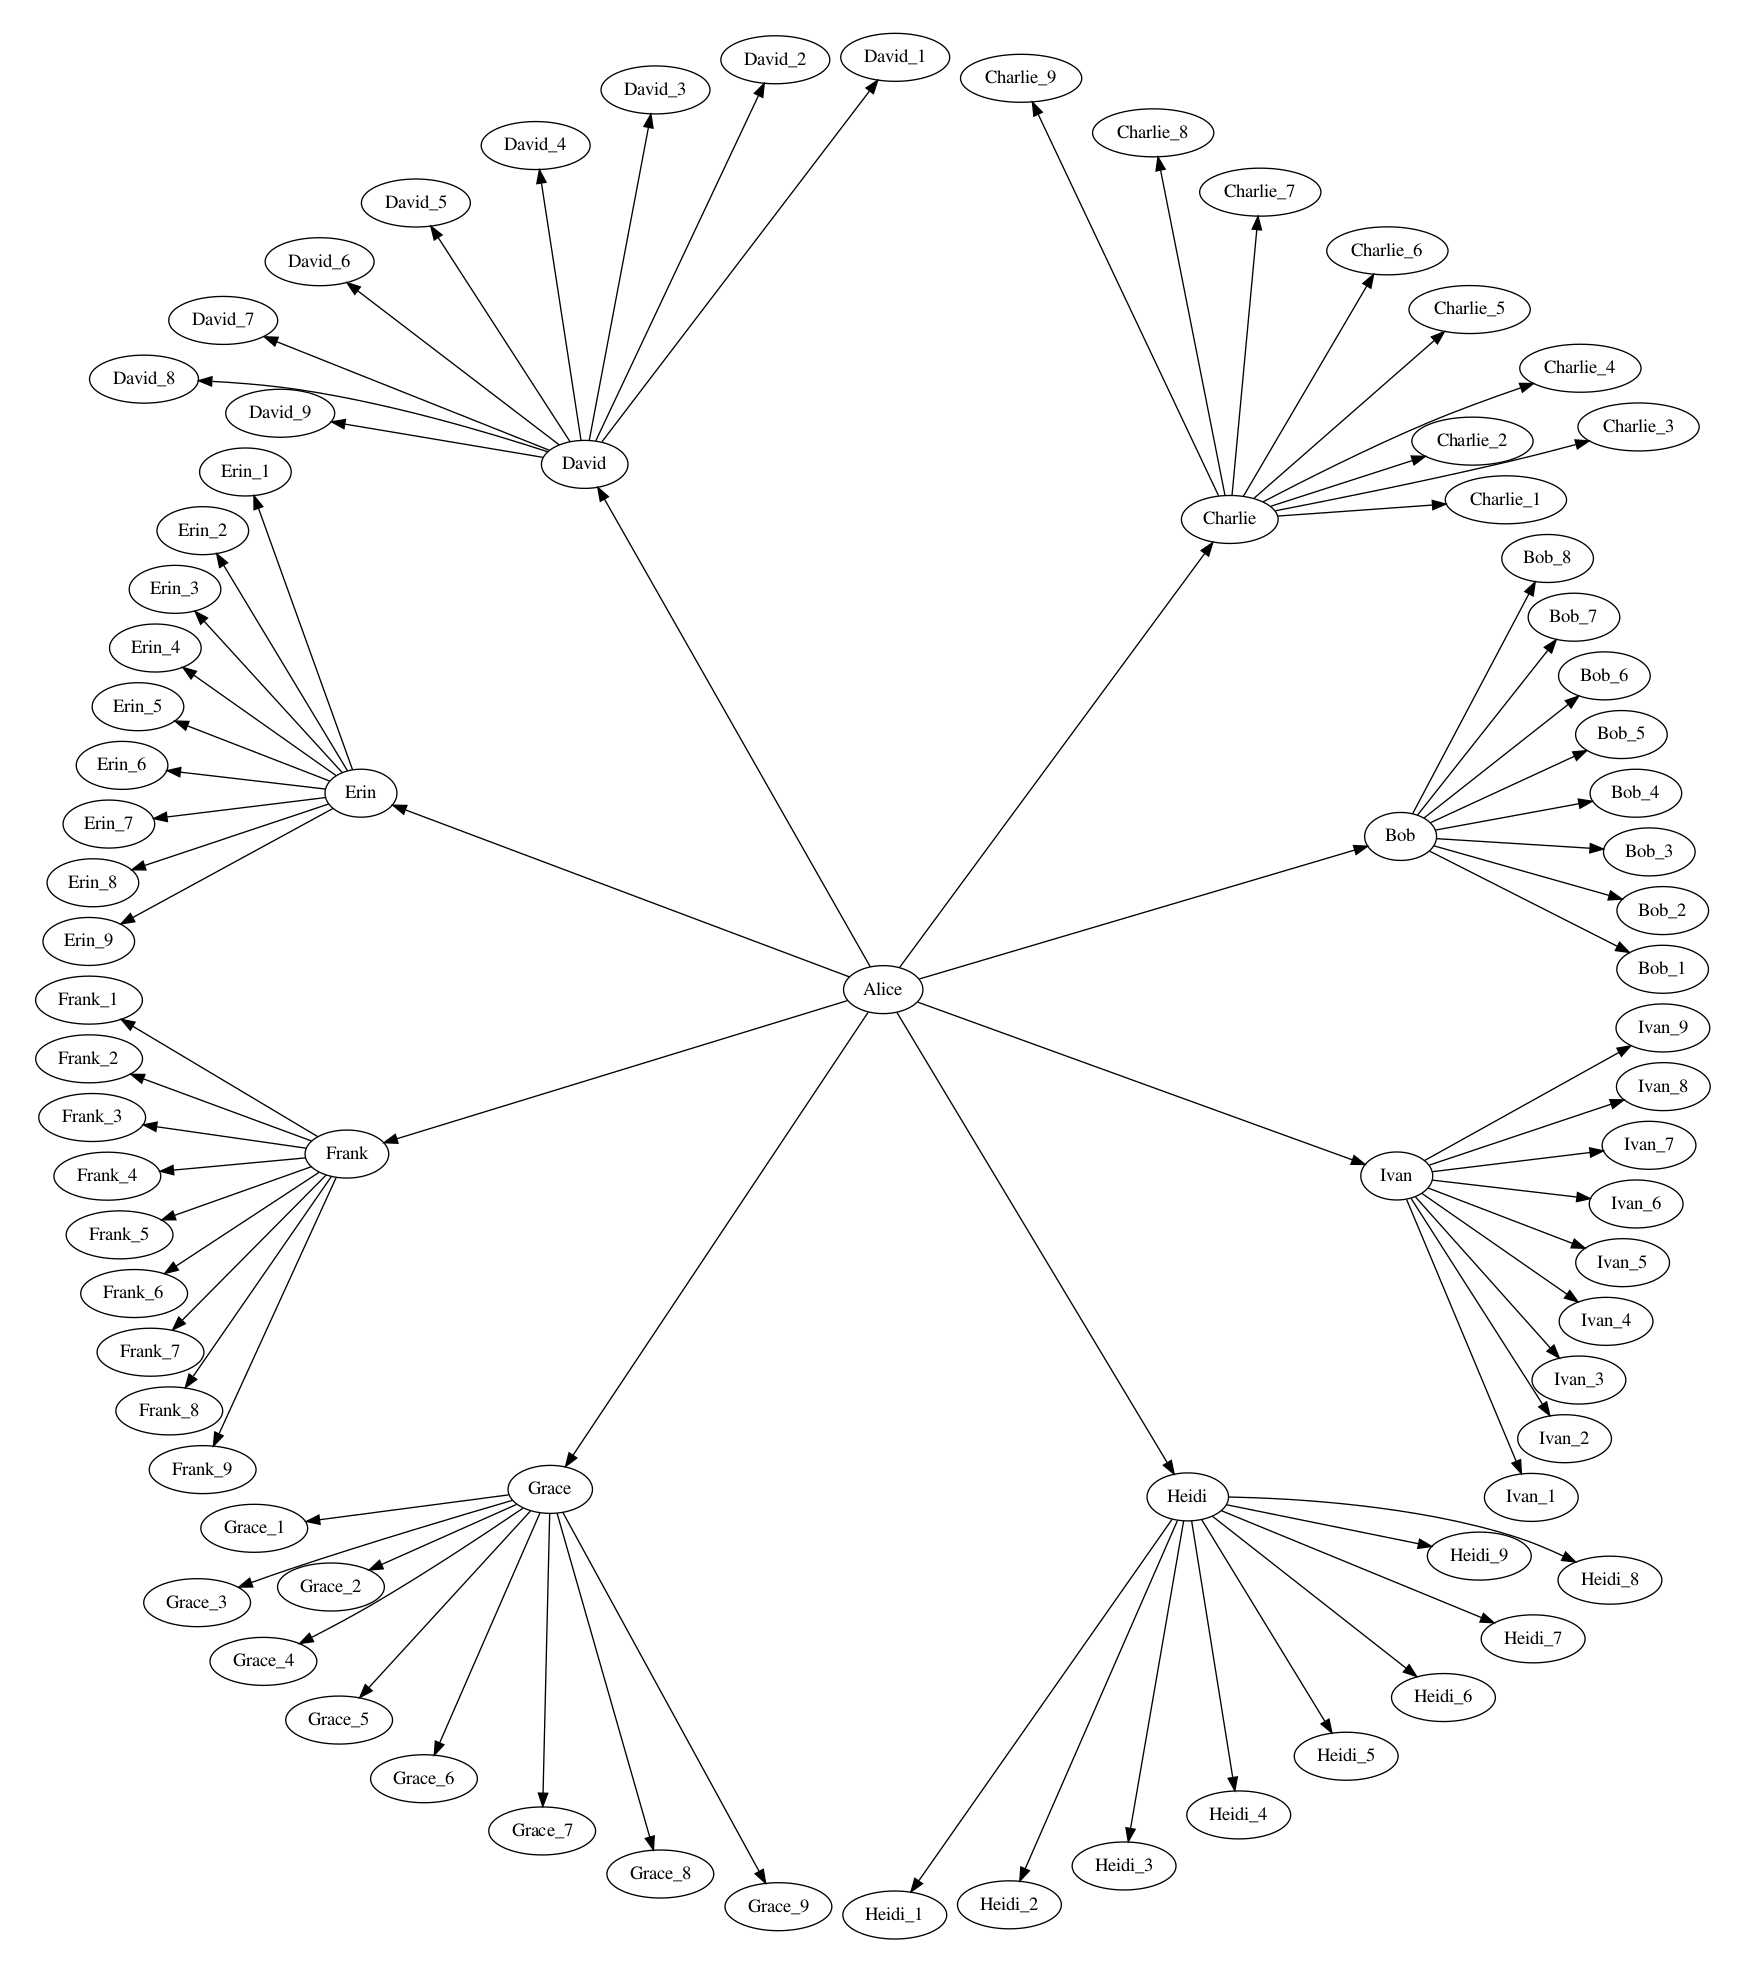 David_1
David_2
Charlie_9
David_3
Charlie_8
David_4
Charlie_7
David_5
Charlie_6
David_6
Charlie_5
David_7
Charlie_4
David_8
David_9
Charlie_3
Charlie_2
David
Erin_1
Charlie_1
Charlie
Erin_2
Bob_8
Erin_3
Bob_7
Erin_4
Bob_6
Erin_5
Bob_5
Erin_6
Erin
Bob_4
Erin_7
Bob
Bob_3
Erin_8
Bob_2
Erin_9
Bob_1
Alice
Frank_1
Ivan_9
Frank_2
Ivan_8
Frank_3
Ivan_7
Frank
Frank_4
Ivan
Ivan_6
Frank_5
Ivan_5
Frank_6
Ivan_4
Frank_7
Ivan_3
Frank_8
Ivan_2
Frank_9
Grace
Heidi
Ivan_1
Grace_1
Heidi_9
Heidi_8
Grace_2
Grace_3
Heidi_7
Grace_4
Heidi_6
Grace_5
Heidi_5
Grace_6
Heidi_4
Grace_7
Heidi_3
Grace_8
Heidi_2
Grace_9
Heidi_1